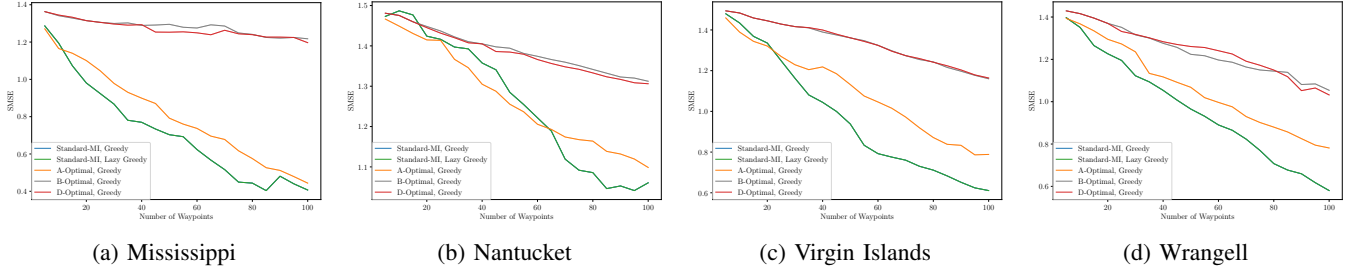 1.4
1.2
1.0
0.8
0.6
0.4
SMSE
Standard-MI, Greedy
Standard-MI, Lazy Greedy
A-Optimal, Greedy
B-Optimal, Greedy
D-Optimal, Greedy
20 40 60 80 100
Number of Waypoints
(a) Mississippi
1.5
1.4
1.3
1.2
1.1
SMSE
Standard-MI, Greedy
Standard-MI, Lazy Greedy
A-Optimal, Greedy
B-Optimal, Greedy
D-Optimal, Greedy
20 40 60 80 100
Number of Waypoints
(b) Nantucket
1.4
1.2
1.0
0.8
0.6
SMSE
Standard-MI, Greedy
Standard-MI, Lazy Greedy
A-Optimal, Greedy
B-Optimal, Greedy
D-Optimal, Greedy
20 40 60 80 100
Number of Waypoints
(c) Virgin Islands
1.4
1.2
1.0
0.8
0.6
SMSE
Standard-MI, Greedy
Standard-MI, Lazy Greedy
A-Optimal, Greedy
B-Optimal, Greedy
D-Optimal, Greedy
20 40 60 80 100
Number of Waypoints
(d) Wrangell